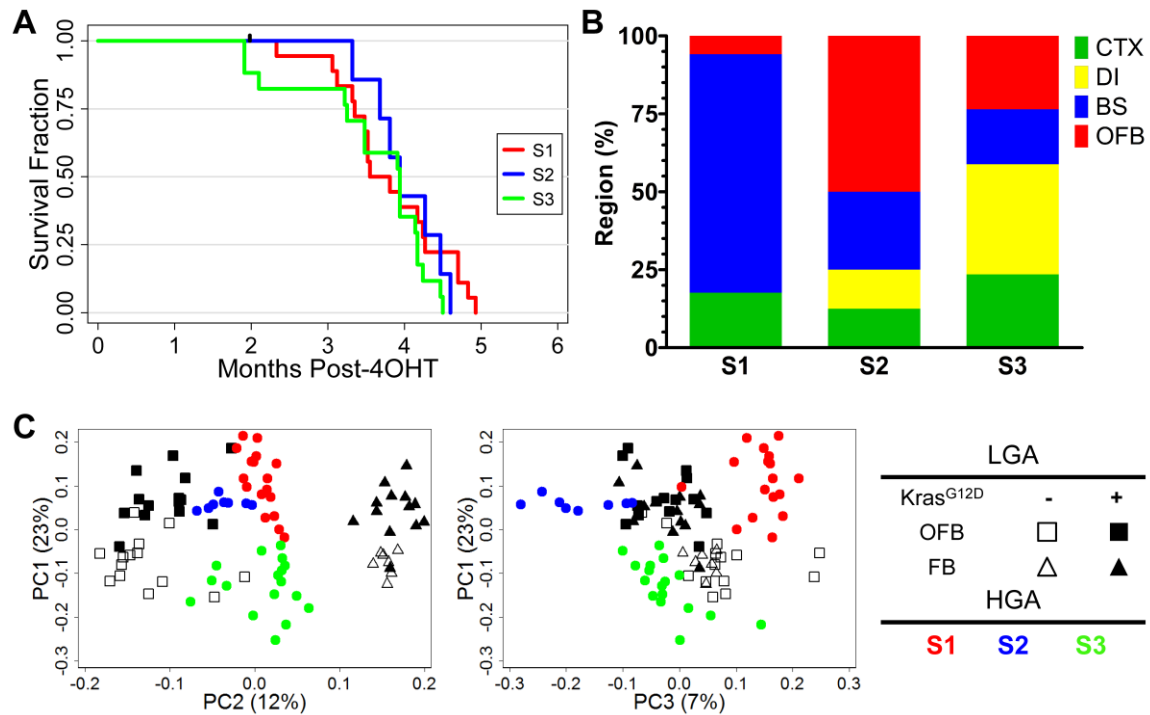 A
Survival Fraction
1.00
0.75
0.50
0.25
0.00
S1
S2
S3
0 1 2 3 4 5 6
Months Post-4OHT
B
Region (%)
100
75
50
25
0
S1 S2 S3
CTX
DI
BS
OFB
C
PC1 (23%)
0.2
0.1
0.0
-0.1
-0.2
-0.3
-0.2 -0.1 0.0 0.1 0.2
PC2 (12%)
PC1 (23%)
0.2
0.1
0.0
-0.1
-0.2
-0.3
-0.3 -0.2 -0.1 0.0 0.1 0.2 0.3
PC3 (7%)
LGA
Kras^G12D - +
OFB
FB
HGA
S1 S2 S3